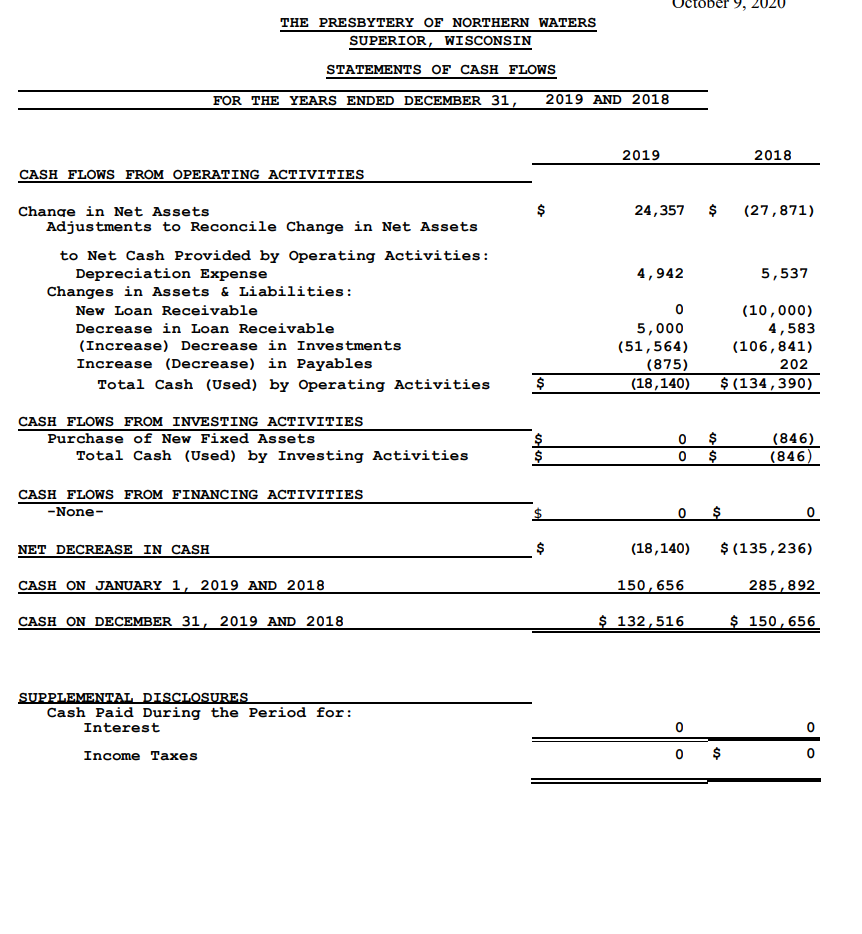 October 9, 2020
THE PRESBYTERY OF NORTHERN WATERS
SUPERIOR, WISCONSIN
STATEMENTS OF CASH FLOWS
FOR THE YEARS ENDED DECEMBER 31, 2019 AND 2018
2019 2018
CASH FLOWS FROM OPERATING ACTIVITIES
Change in Net Assets $ 24,357 $ (27,871)
Adjustments to Reconcile Change in Net Assets
to Net Cash Provided by Operating Activities:
Depreciation Expense 4,942 5,537
Changes in Assets & Liabilities:
New Loan Receivable 0 (10,000)
Decrease in Loan Receivable 5,000 4,583
(Increase) Decrease in Investments (51,564) (106,841)
Increase (Decrease) in Payables (875) 202
Total Cash (Used) by Operating Activities $ (18,140) $(134,390)
CASH FLOWS FROM INVESTING ACTIVITIES
Purchase of New Fixed Assets $ 0 $ (846)
Total Cash (Used) by Investing Activities $ 0 $ (846)
CASH FLOWS FROM FINANCING ACTIVITIES
-None- $ 0 $ 0
NET DECREASE IN CASH $ (18,140) $(135,236)
CASH ON JANUARY 1, 2019 AND 2018 150,656 285,892
CASH ON DECEMBER 31, 2019 AND 2018 $ 132,516 $ 150,656
SUPPLEMENTAL DISCLOSURES
Cash Paid During the Period for:
Interest 0 0
Income Taxes 0 $ 0